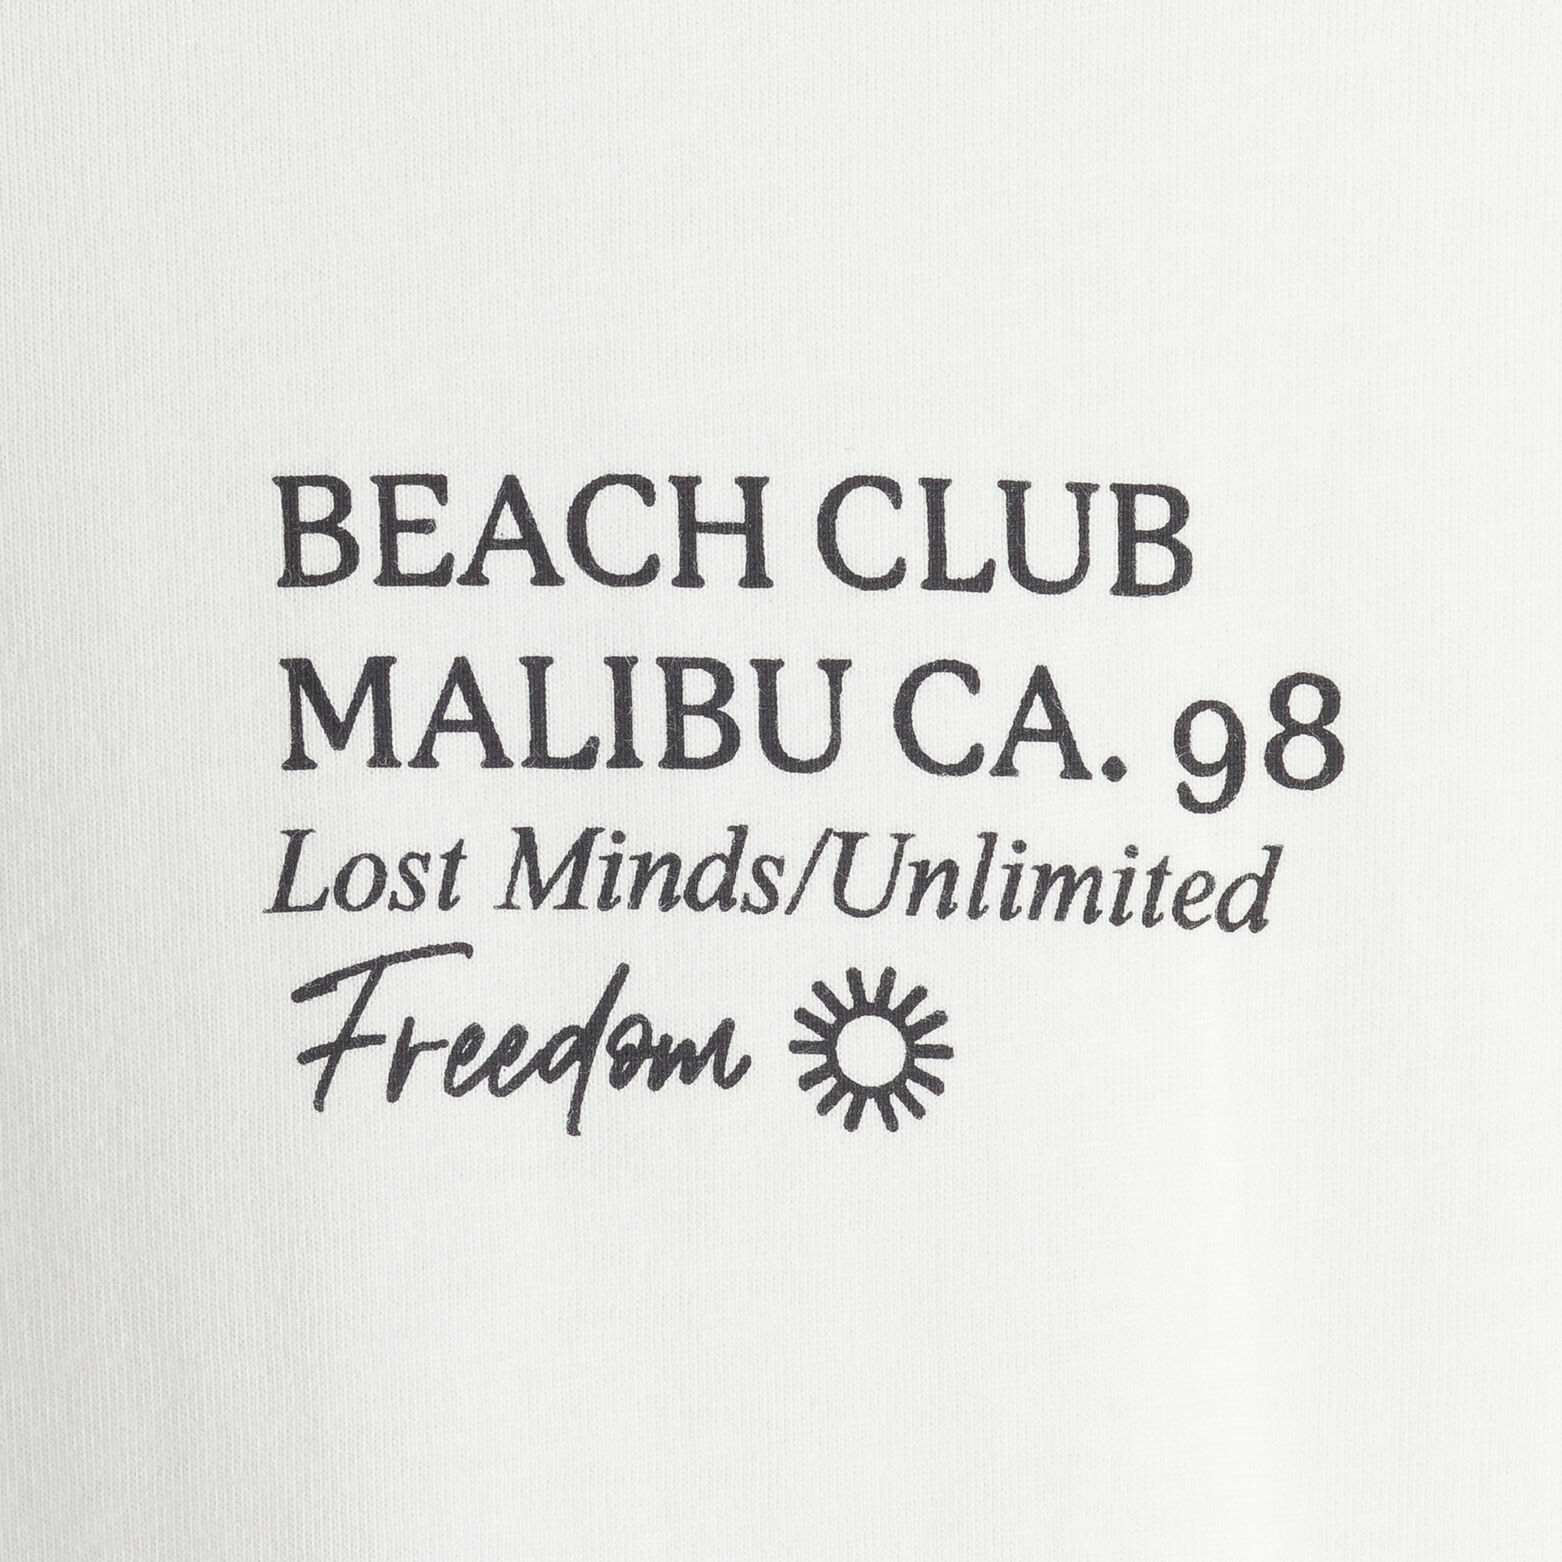 BEACH CLUB
MALIBU CA. 98
Lost Minds/Unlimited
Freedom